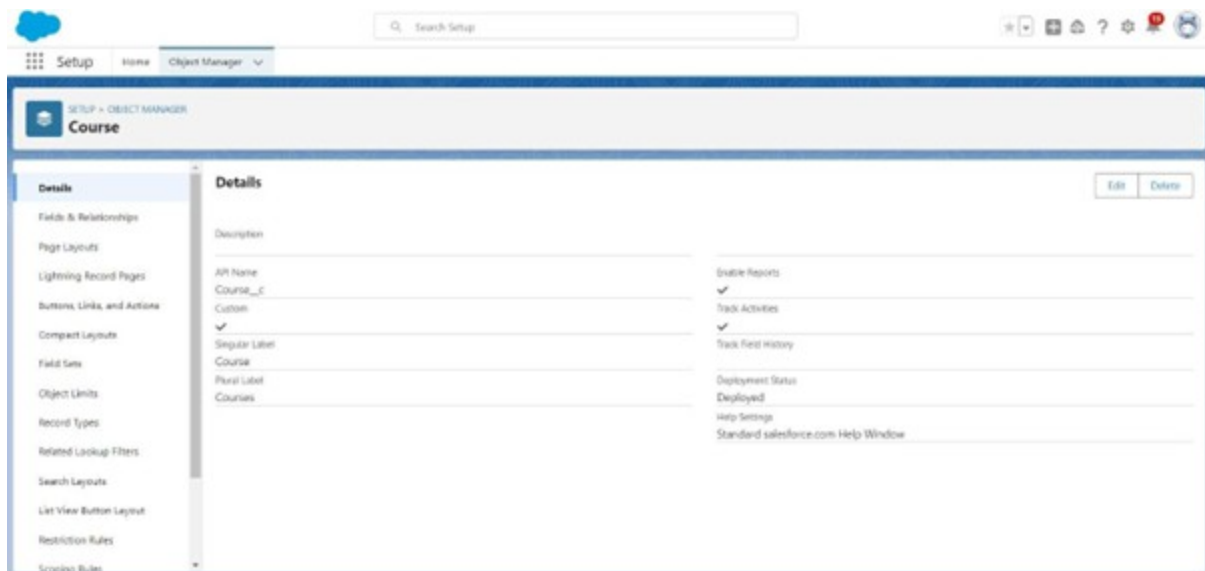 Search Setup
19
Setup
Home
Object Manager
SETUP > OBJECT MANAGER
Course
Details
Fields & Relationships
Page Layouts
Lightning Record Pages
Buttons, Links, and Actions
Compact Layouts
Field Sets
Object Limits
Record Types
Related Lookup Filters
Search Layouts
List View Button Layout
Restriction Rules
Scoping Rules
Details
Edit
Delete
Description
API Name
Course__c
Custom
Singular Label
Course
Plural Label
Courses
Enable Reports
Track Activities
Track Field History
Deployment Status
Deployed
Help Settings
Standard salesforce.com Help Window